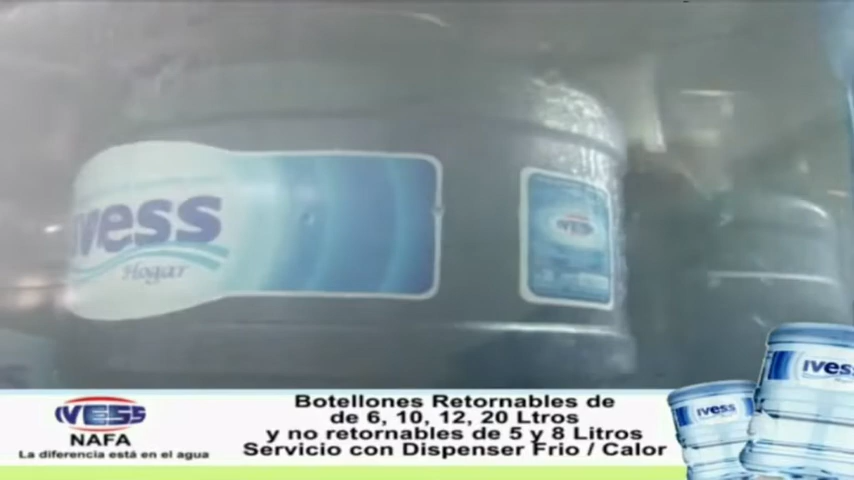 ivess
Hogar
ivess
IVESS
NAFA
La diferencia está en el agua
Botellones Retornables de
de 6, 10, 12, 20 Ltros
y no retornables de 5 y 8 Litros
Servicio con Dispenser Frio / Calor
ivess
ivess